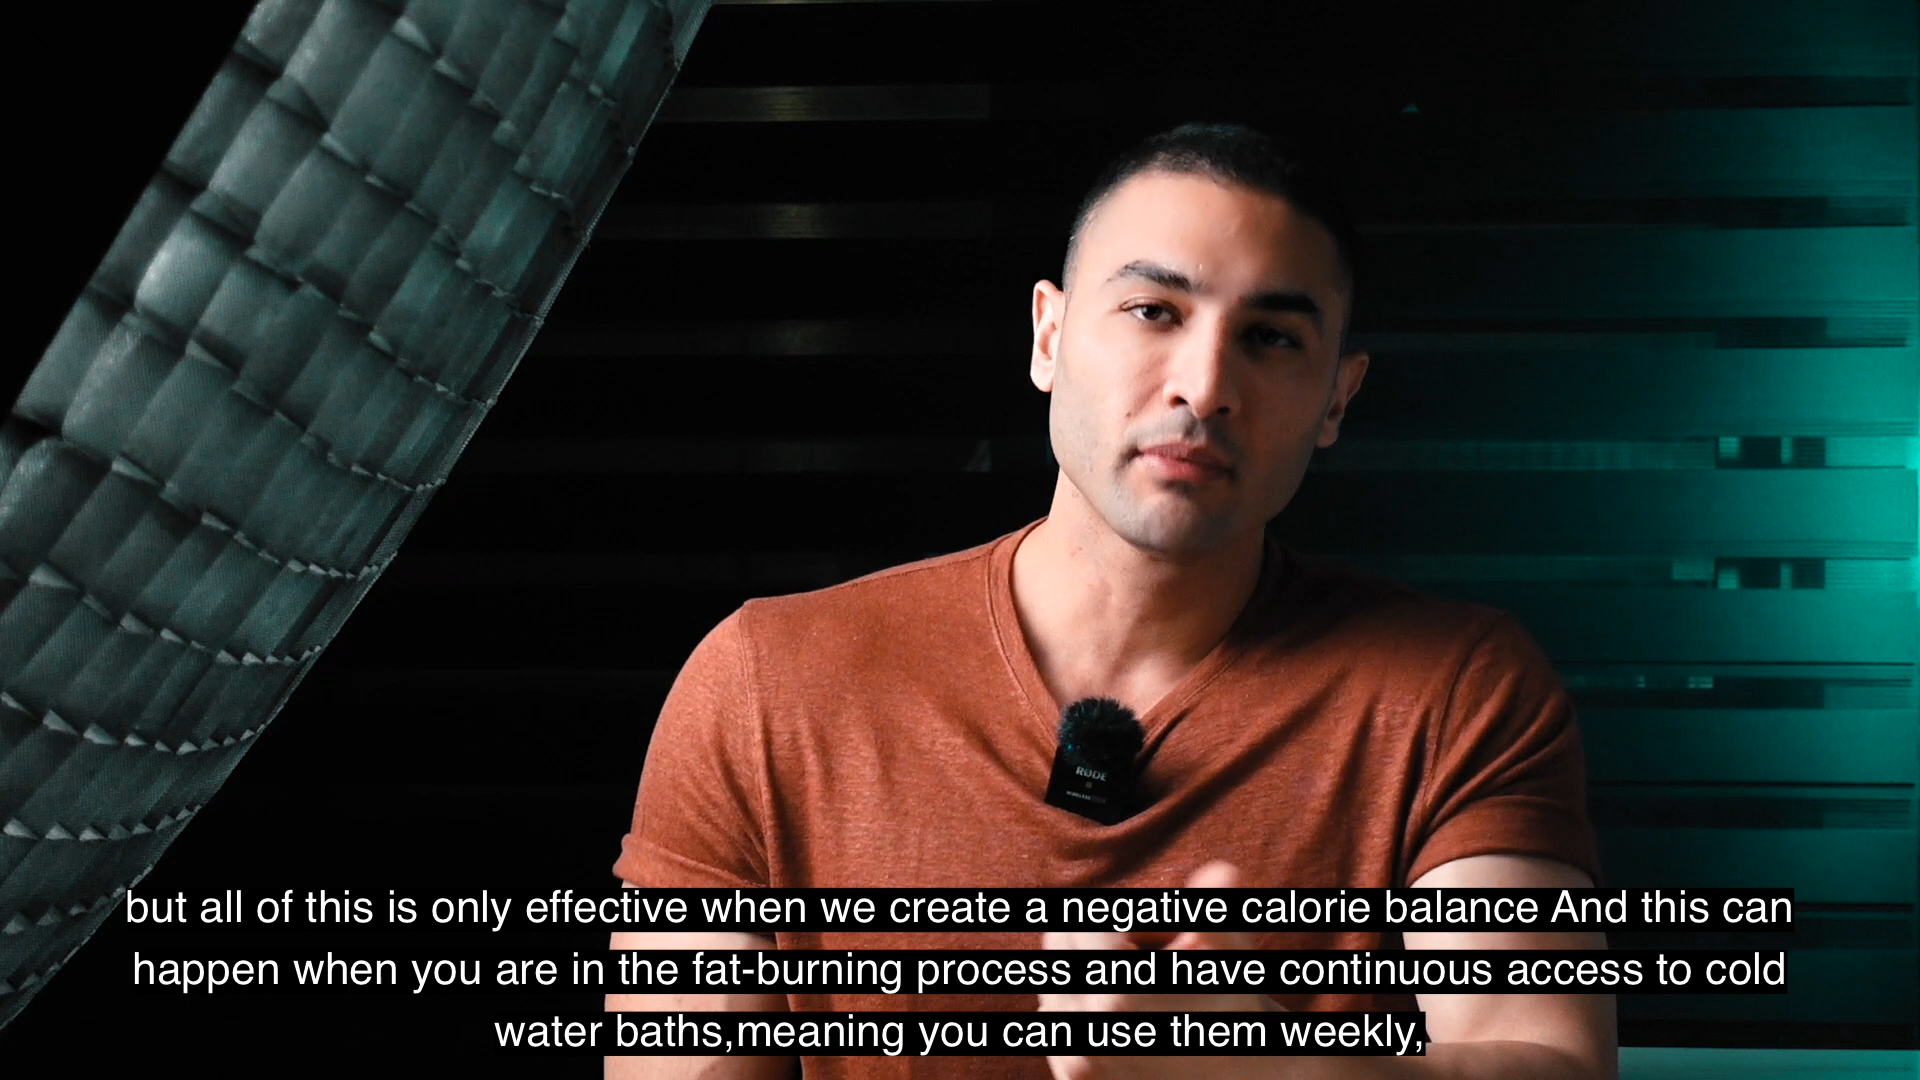 RØDE
but all of this is only effective when we create a negative calorie balance And this can
happen when you are in the fat-burning process and have continuous access to cold
water baths,meaning you can use them weekly,